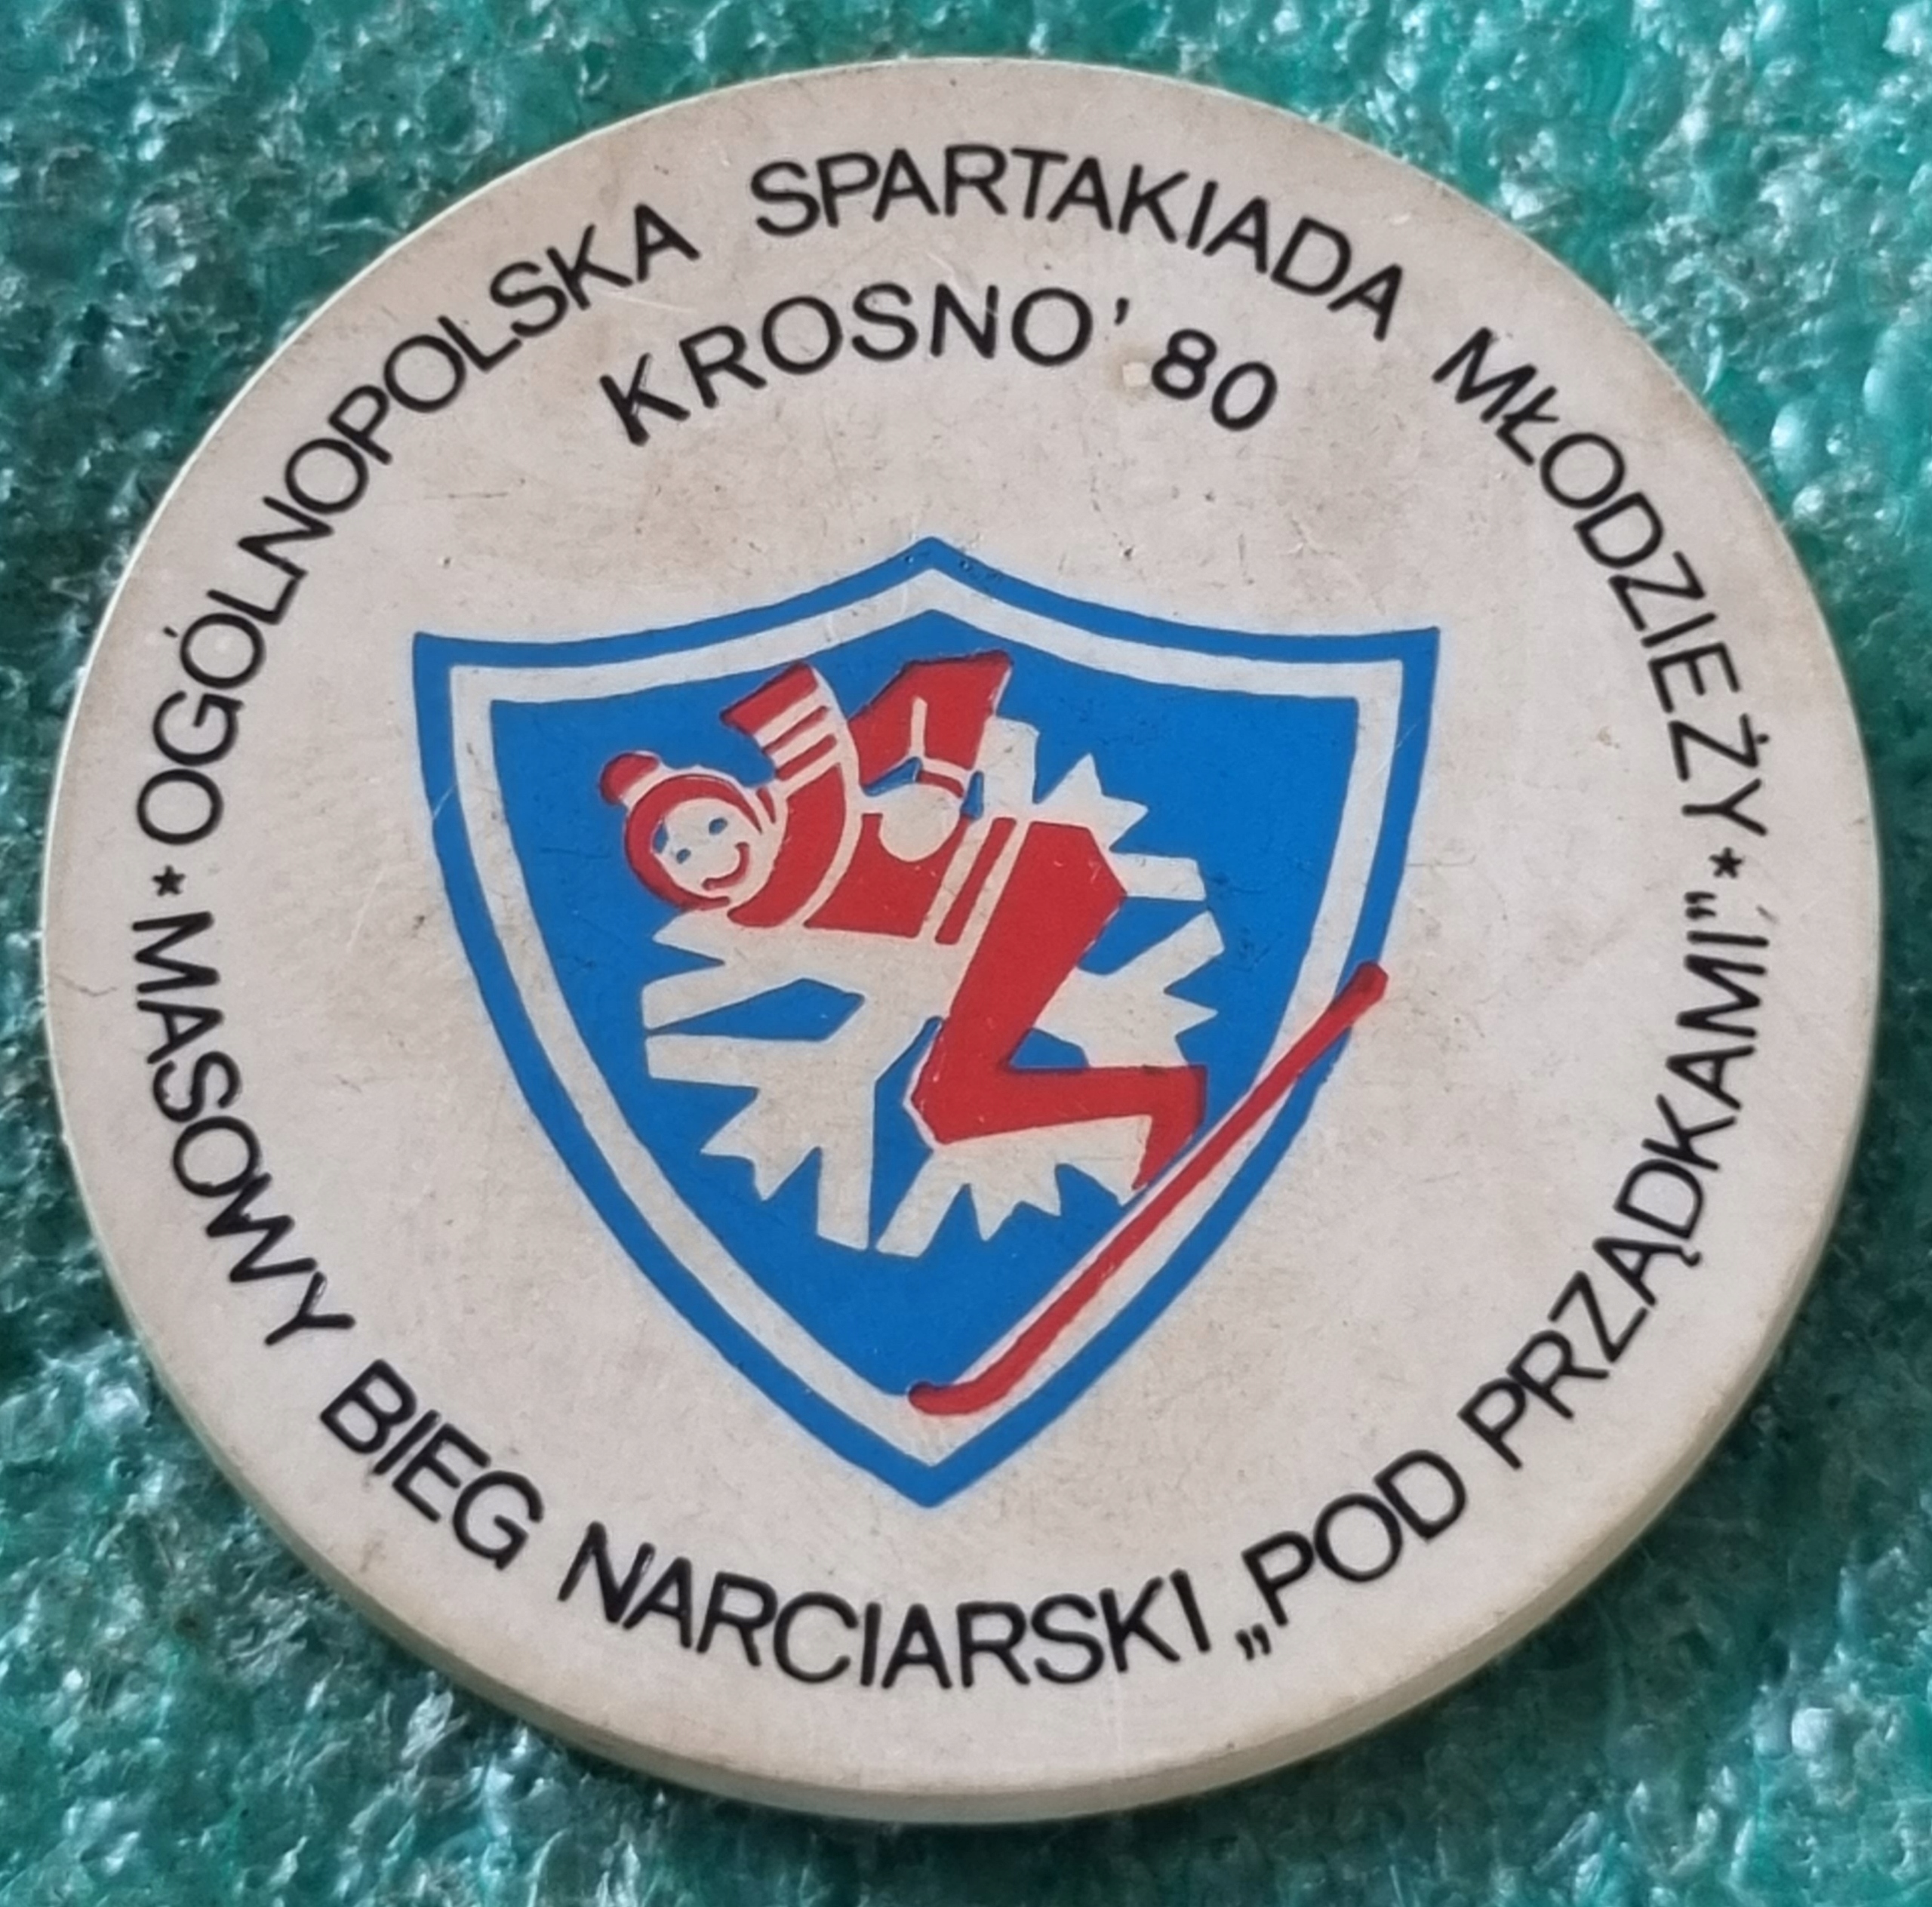 OGÓLNOPOLSKA SPARTAKIADA MŁODZIEŻY
KROSNO' 80
* MASOWY BIEG NARCIARSKI „POD PRZĄDKAMI" *